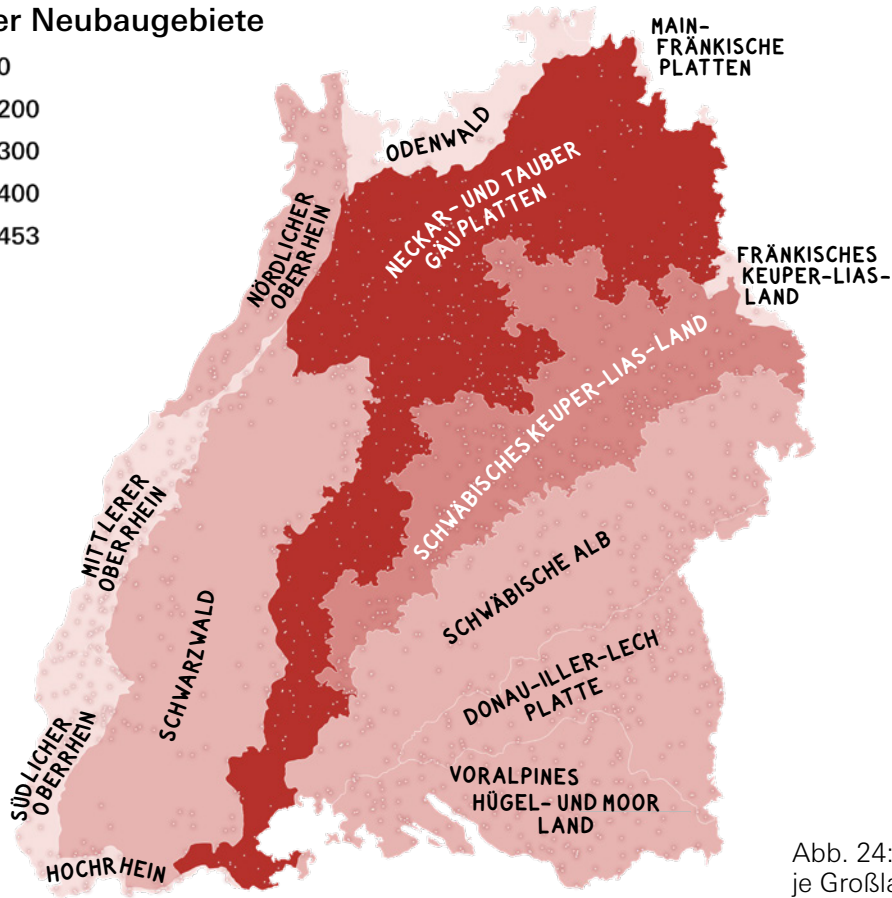 er Neubaugebiete
0
200
300
400
453
MAIN-
FRÄNKISCHE
PLATTEN
ODENWALD
NECKAR- UND TAUBER
GÄUPLATTEN
NÖRDLICHER
OBERRHEIN
FRÄNKISCHES
KEUPER-LIAS-
LAND
SCHWÄBISCHES KEUPER-LIAS-LAND
MITTLERER
OBERRHEIN
SCHWARZWALD
SCHWÄBISCHE ALB
DONAU-ILLER-LECH
PLATTE
SÜDLICHER
OBERRHEIN
VORALPINES
HÜGEL- UND MOOR
LAND
HOCHRHEIN
Abb. 24:
je Großla